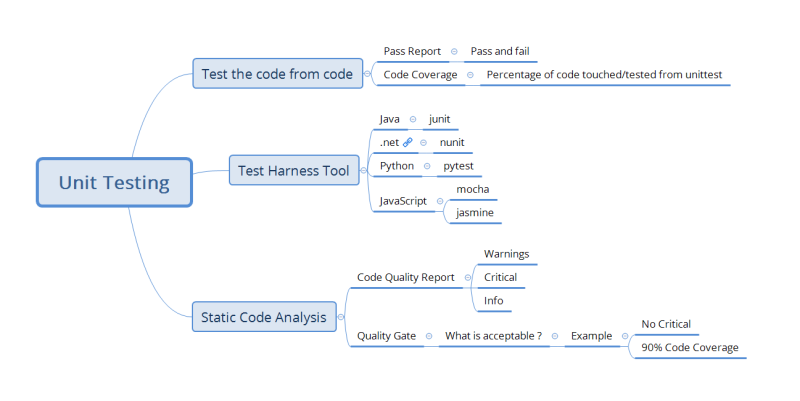 Unit Testing
Test the code from code
Pass Report
Pass and fail
Code Coverage
Percentage of code touched/tested from unittest
Test Harness Tool
Java
junit
.net
nunit
Python
pytest
JavaScript
mocha
jasmine
Static Code Analysis
Code Quality Report
Warnings
Critical
Info
Quality Gate
What is acceptable ?
Example
No Critical
90% Code Coverage